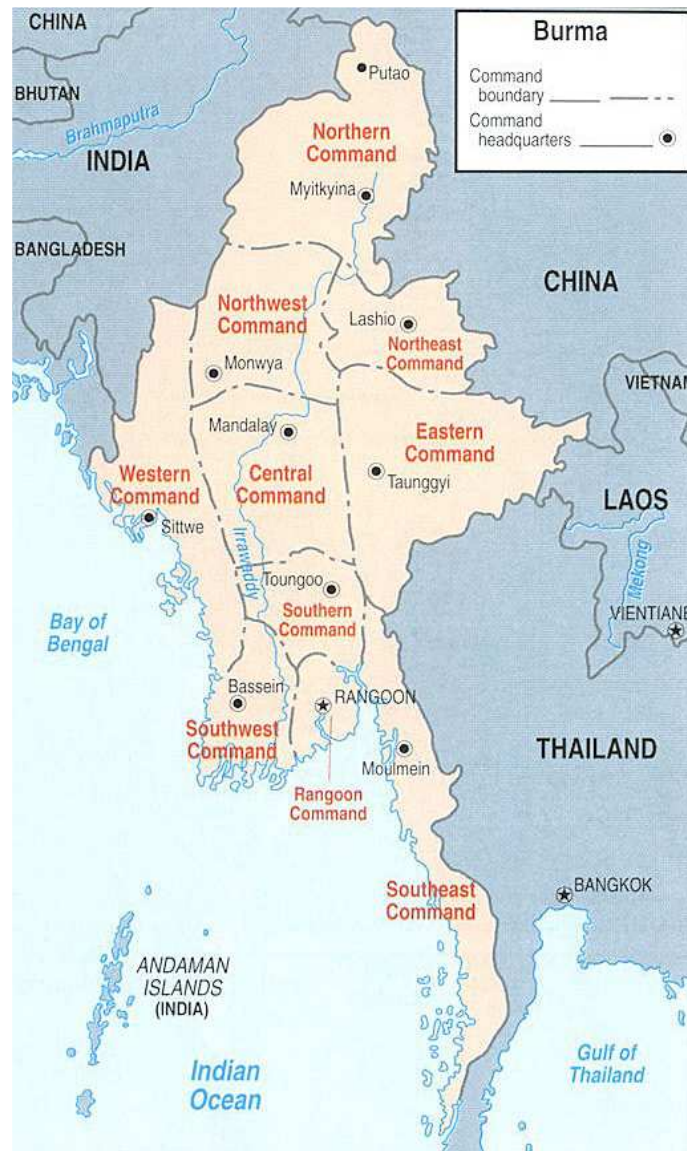 CHINA
Burma
Command
boundary
Command
headquarters
Putao
BHUTAN
Brahmaputra
Northern
Command
INDIA
Myitkyina
BANGLADESH
CHINA
Northwest
Command
Lashio
Northeast
Command
Monwya
VIETNAM
Mandalay
Eastern
Command
Western
Command
Central
Command
Taunggyi
LAOS
Sittwe
Irrawaddy
Mekong
Toungoo
Southern
Command
Bay of
Bengal
VIENTIANE
Bassein
RANGOON
Southwest
Command
Moulmein
THAILAND
Rangoon
Command
Southeast
Command
BANGKOK
ANDAMAN
ISLANDS
(INDIA)
Indian
Ocean
Gulf of
Thailand